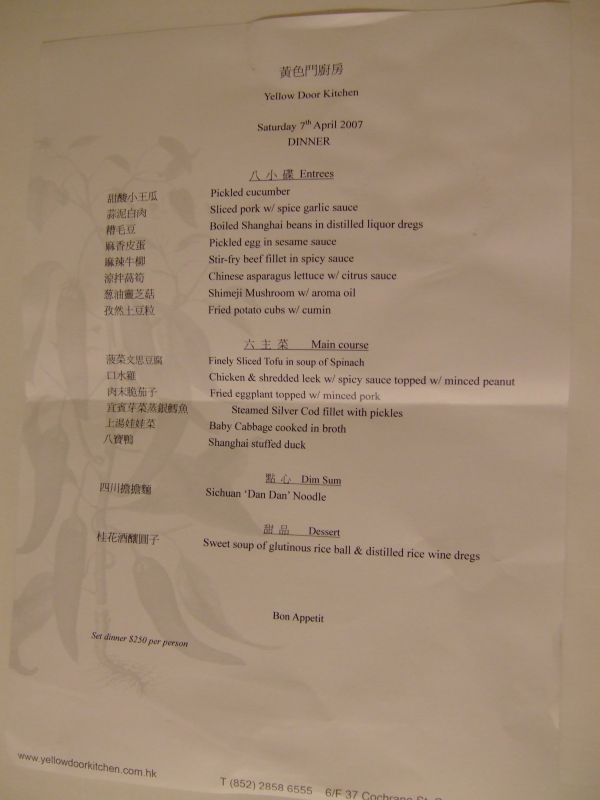 黃色門廚房
Yellow Door Kitchen
Saturday 7th April 2007
DINNER
八 小 碟 Entrees
甜酸小王瓜 Pickled cucumber
蒜泥白肉 Sliced pork w/ spice garlic sauce
糟毛豆 Boiled Shanghai beans in distilled liquor dregs
麻香皮蛋 Pickled egg in sesame sauce
麻辣牛柳 Stir-fry beef fillet in spicy sauce
涼拌萵筍 Chinese asparagus lettuce w/ citrus sauce
葱油靈芝菇 Shimeji Mushroom w/ aroma oil
孜然土豆粒 Fried potato cubs w/ cumin
六 主 菜 Main course
菠菜文思豆腐 Finely Sliced Tofu in soup of Spinach
口水雞 Chicken & shredded leek w/ spicy sauce topped w/ minced peanut
肉末脆茄子 Fried eggplant topped w/ minced pork
宜賓芽菜蒸銀鱈魚 Steamed Silver Cod fillet with pickles
上湯娃娃菜 Baby Cabbage cooked in broth
八寶鴨 Shanghai stuffed duck
點 心 Dim Sum
四川擔擔麵 Sichuan ‘Dan Dan’ Noodle
甜 品 Dessert
桂花酒釀圓子 Sweet soup of glutinous rice ball & distilled rice wine dregs
Bon Appetit
Set dinner $250 per person
www.yellowdoorkitchen.com.hk
T (852) 2858 6555 6/F 37 Cochrane St